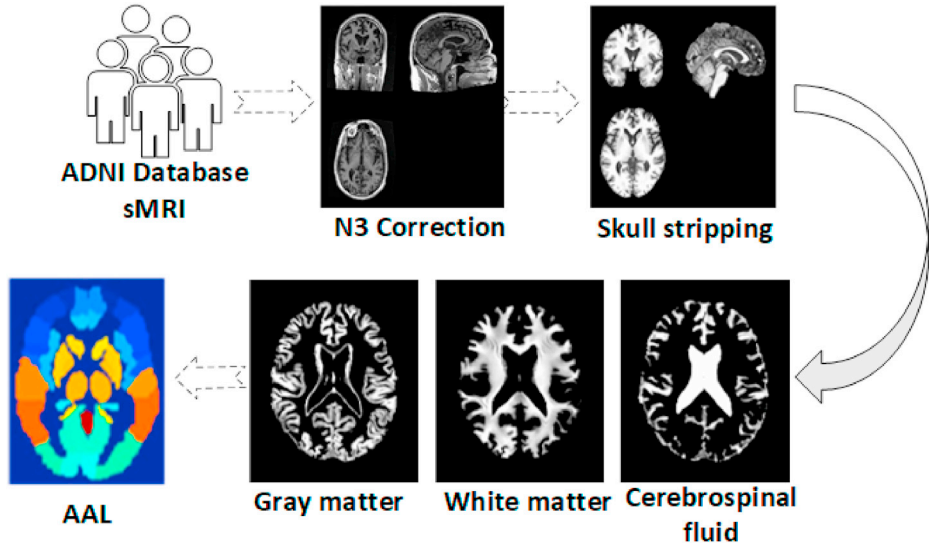 ADNI Database
sMRI
N3 Correction
Skull stripping
AAL
Gray matter
White matter
Cerebrospinal
fluid